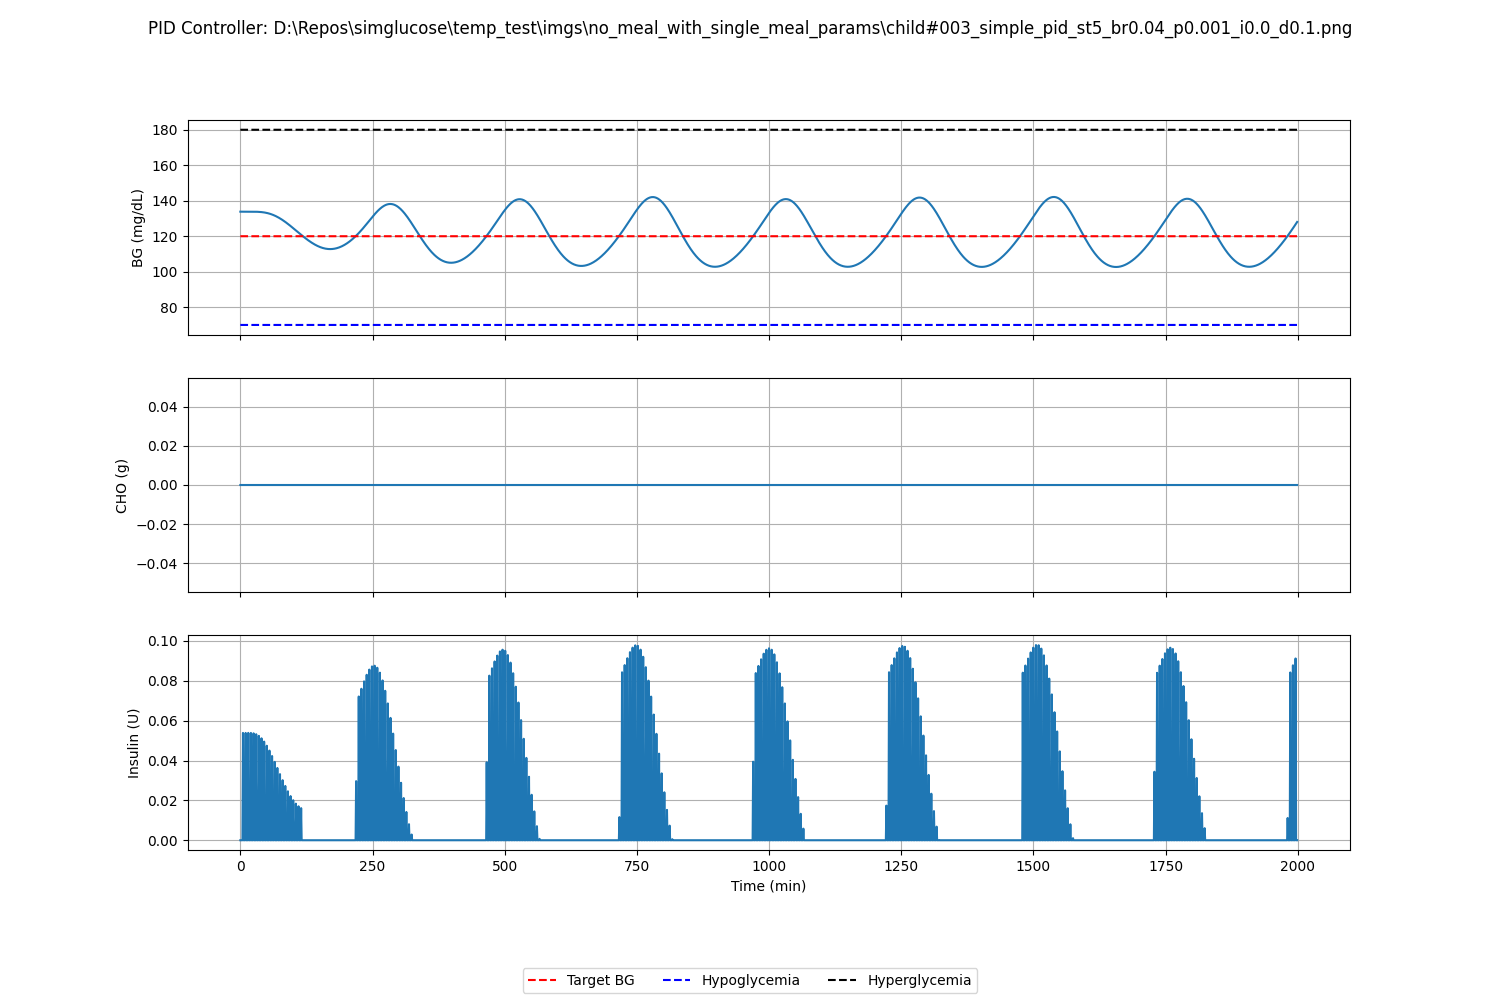 PID Controller: D:\Repos\simglucose\temp_test\imgs\no_meal_with_single_meal_params\child#003_simple_pid_st5_br0.04_p0.001_i0.0_d0.1.png
180
160
140
120
100
80
BG (mg/dL)
0.04
0.02
0.00
−0.02
−0.04
CHO (g)
0.10
0.08
0.06
0.04
0.02
0.00
Insulin (U)
0 250 500 750 1000 1250 1500 1750 2000
Time (min)
Target BG Hypoglycemia Hyperglycemia